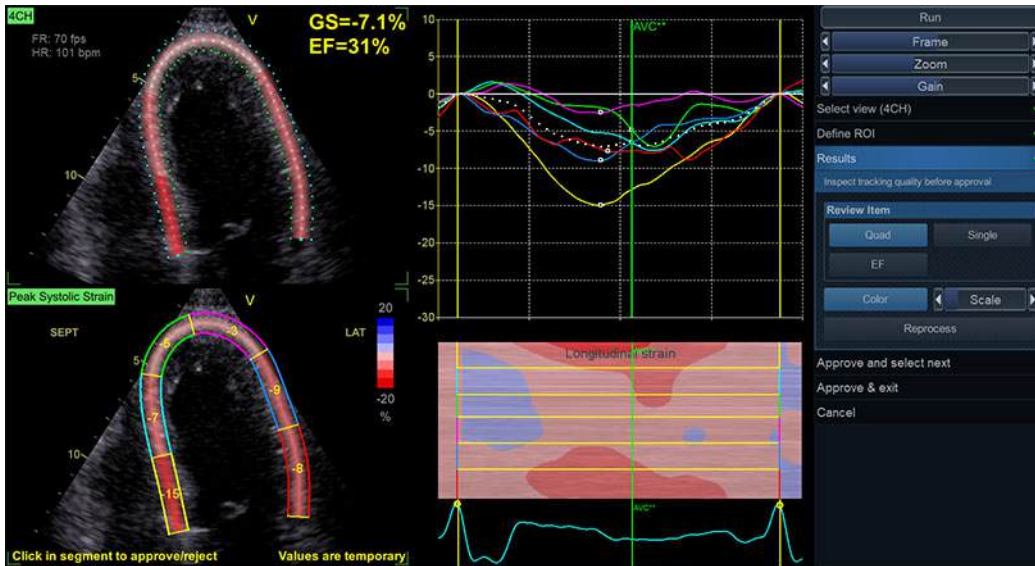 4CH
V
GS=-7.1%
EF=31%
FR: 70 fps
HR: 101 bpm
5
10
Peak Systolic Strain
V
SEPT
LAT
20
-20
%
5
10
-5
-3
-7
-9
-15
-8
Click in segment to approve/reject
Values are temporary
10
5
0
-5
-10
-15
-20
-25
-30
AVC**
Longitudinal strain
AVC**
Run
Frame
Zoom
Gain
Select view (4CH)
Define ROI
Results
Inspect tracking quality before approval
Review Item
Quad
Single
EF
Color
Scale
Reprocess
Approve and select next
Approve & exit
Cancel